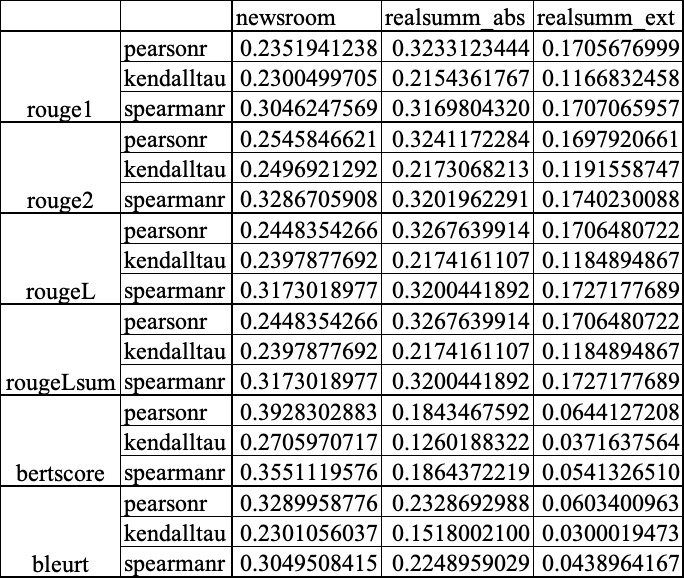 newsroom realsumm_abs realsumm_ext
pearsonr 0.2351941238 0.3233123444 0.1705676999
kendalltau 0.2300499705 0.2154361767 0.1166832458
rouge1 spearmanr 0.3046247569 0.3169804320 0.1707065957
pearsonr 0.2545846621 0.3241172284 0.1697920661
kendalltau 0.2496921292 0.2173068213 0.1191558747
rouge2 spearmanr 0.3286705908 0.3201962291 0.1740230088
pearsonr 0.2448354266 0.3267639914 0.1706480722
kendalltau 0.2397877692 0.2174161107 0.1184894867
rougeL spearmanr 0.3173018977 0.3200441892 0.1727177689
pearsonr 0.2448354266 0.3267639914 0.1706480722
kendalltau 0.2397877692 0.2174161107 0.1184894867
rougeLsum spearmanr 0.3173018977 0.3200441892 0.1727177689
pearsonr 0.3928302883 0.1843467592 0.0644127208
kendalltau 0.2705970717 0.1260188322 0.0371637564
bertscore spearmanr 0.3551119576 0.1864372219 0.0541326510
pearsonr 0.3289958776 0.2328692988 0.0603400963
kendalltau 0.2301056037 0.1518002100 0.0300019473
bleurt spearmanr 0.3049508415 0.2248959029 0.0438964167